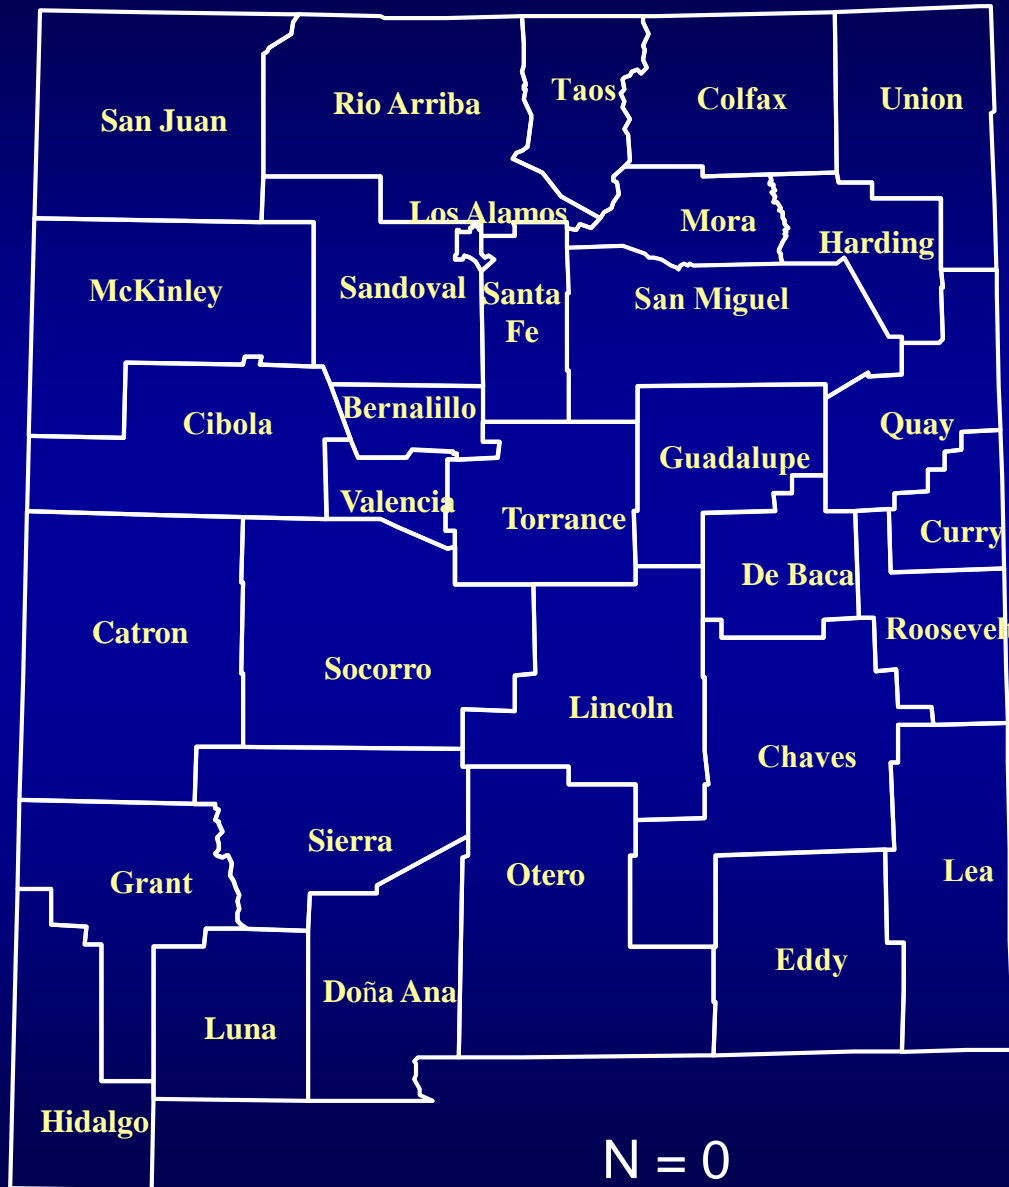 San Juan
Rio Arriba
Taos
Colfax
Union
Los Alamos
Mora
Harding
McKinley
Sandoval
Santa
Fe
San Miguel
Cibola
Bernalillo
Quay
Guadalupe
Valencia
Torrance
Curry
De Baca
Catron
Socorro
Roosevelt
Lincoln
Chaves
Sierra
Grant
Otero
Lea
Eddy
Doña Ana
Luna
Hidalgo
N = 0